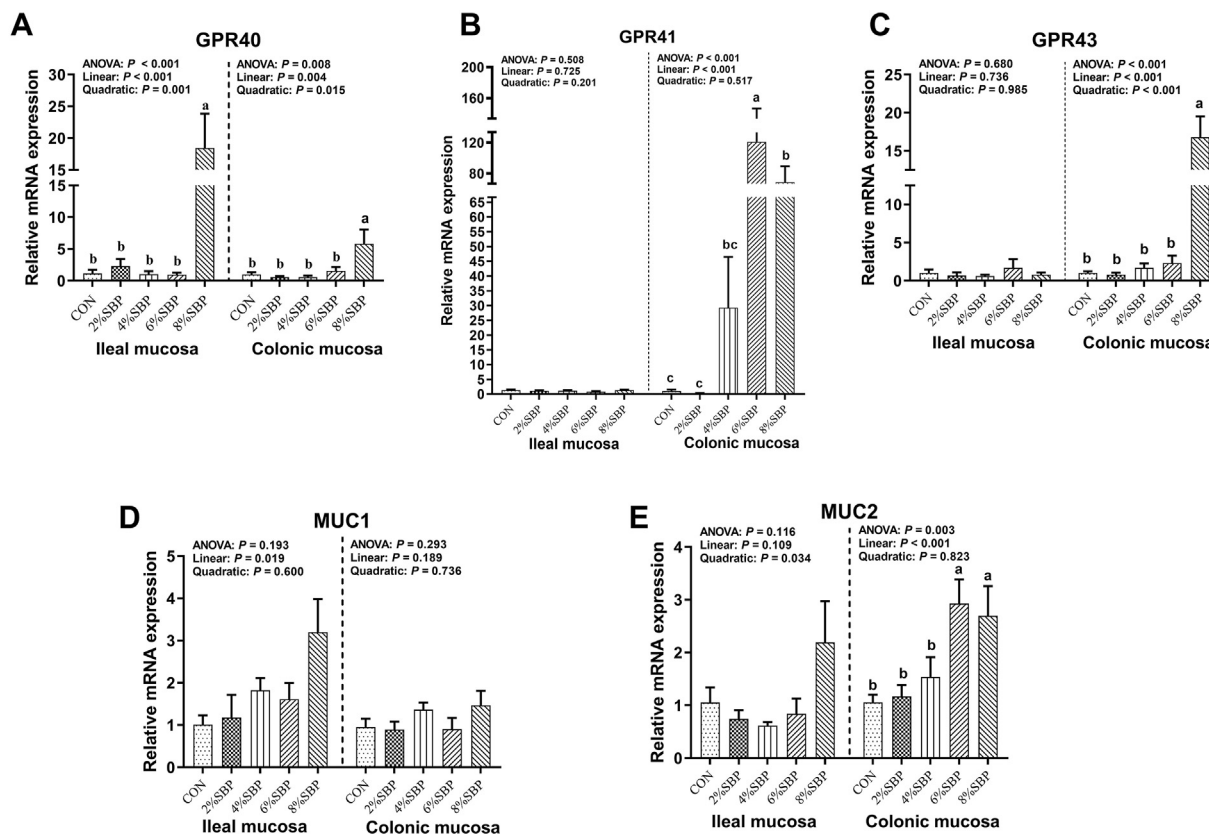 A
GPR40
ANOVA: P < 0.001
Linear: P < 0.001
Quadratic: P = 0.001
ANOVA: P = 0.008
Linear: P = 0.004
Quadratic: P = 0.015
Relative mRNA expression
30
25
20
15
10
5
0
b
b
b
b
a
b
b
b
b
a
CON
2%SBP
4%SBP
6%SBP
8%SBP
CON
2%SBP
4%SBP
6%SBP
8%SBP
Ileal mucosa
Colonic mucosa
B
GPR41
ANOVA: P = 0.508
Linear: P = 0.725
Quadratic: P = 0.201
ANOVA: P < 0.001
Linear: P < 0.001
Quadratic: P = 0.517
Relative mRNA expression
200
160
120
80
65
60
55
50
45
40
35
30
25
20
15
10
5
0
c
c
bc
a
b
CON
2%SBP
4%SBP
6%SBP
8%SBP
CON
2%SBP
4%SBP
6%SBP
8%SBP
Ileal mucosa
Colonic mucosa
C
GPR43
ANOVA: P = 0.680
Linear: P = 0.736
Quadratic: P = 0.985
ANOVA: P < 0.001
Linear: P < 0.001
Quadratic: P < 0.001
Relative mRNA expression
25
20
15
10
5
0
b
b
b
b
a
CON
2%SBP
4%SBP
6%SBP
8%SBP
CON
2%SBP
4%SBP
6%SBP
8%SBP
Ileal mucosa
Colonic mucosa
D
MUC1
ANOVA: P = 0.193
Linear: P = 0.019
Quadratic: P = 0.600
ANOVA: P = 0.293
Linear: P = 0.189
Quadratic: P = 0.736
Relative mRNA expression
5
4
3
2
1
0
CON
2%SBP
4%SBP
6%SBP
8%SBP
CON
2%SBP
4%SBP
6%SBP
8%SBP
Ileal mucosa
Colonic mucosa
E
MUC2
ANOVA: P = 0.116
Linear: P = 0.109
Quadratic: P = 0.034
ANOVA: P = 0.003
Linear: P < 0.001
Quadratic: P = 0.823
Relative mRNA expression
4
3
2
1
0
b
b
b
a
a
CON
2%SBP
4%SBP
6%SBP
8%SBP
CON
2%SBP
4%SBP
6%SBP
8%SBP
Ileal mucosa
Colonic mucosa